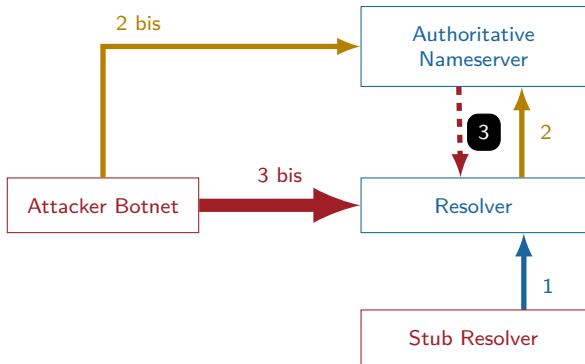 2 bis
Authoritative
Nameserver
3
2
3 bis
Attacker Botnet
Resolver
1
Stub Resolver